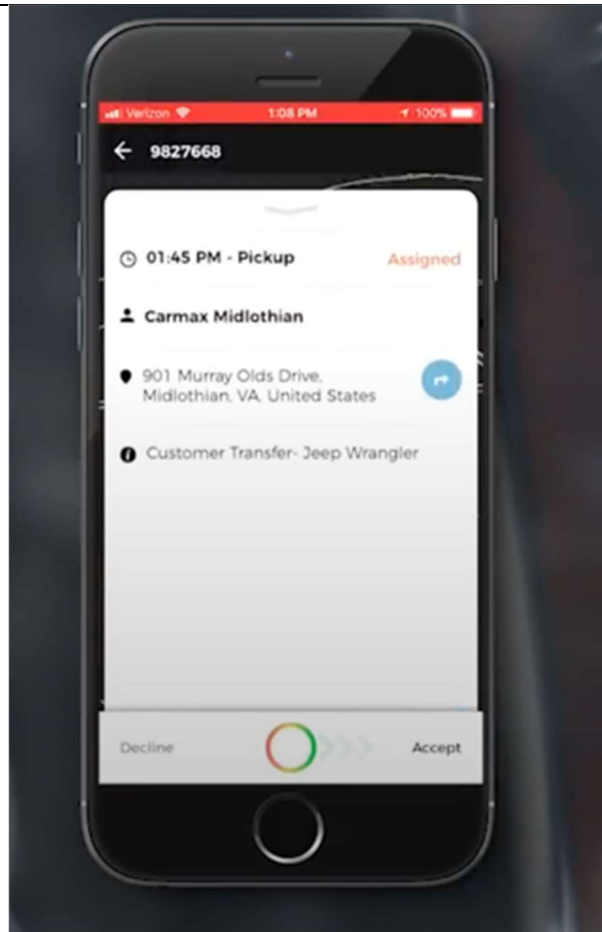 Verizon 1:08 PM 100%
9827668
01:45 PM - Pickup Assigned
Carmax Midlothian
901 Murray Olds Drive,
Midlothian, VA, United States
Customer Transfer- Jeep Wrangler
Decline Accept